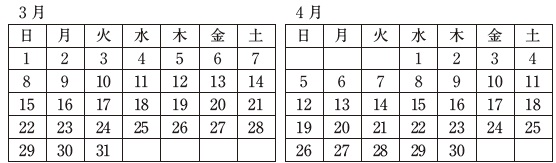 3月
日 月 火 水 木 金 土
1 2 3 4 5 6 7
8 9 10 11 12 13 14
15 16 17 18 19 20 21
22 23 24 25 26 27 28
29 30 31
4月
日 月 火 水 木 金 土
1 2 3 4
5 6 7 8 9 10 11
12 13 14 15 16 17 18
19 20 21 22 23 24 25
26 27 28 29 30